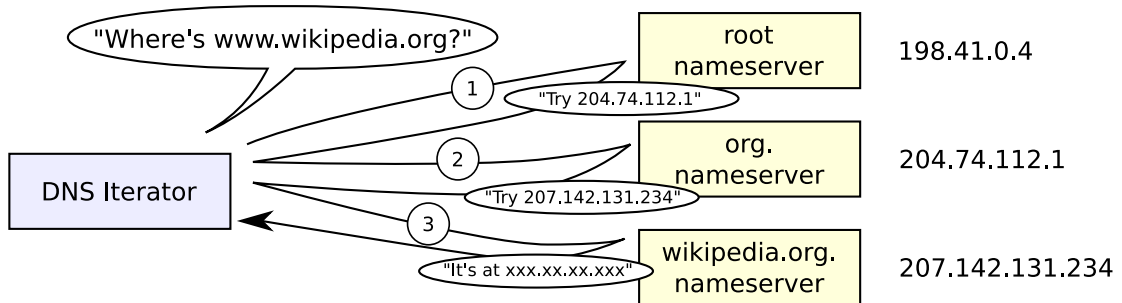 "Where's www.wikipedia.org?"
root
nameserver
198.41.0.4
1
"Try 204.74.112.1"
org.
nameserver
204.74.112.1
2
DNS Iterator
"Try 207.142.131.234"
3
wikipedia.org.
nameserver
207.142.131.234
"It's at xxx.xx.xx.xxx"